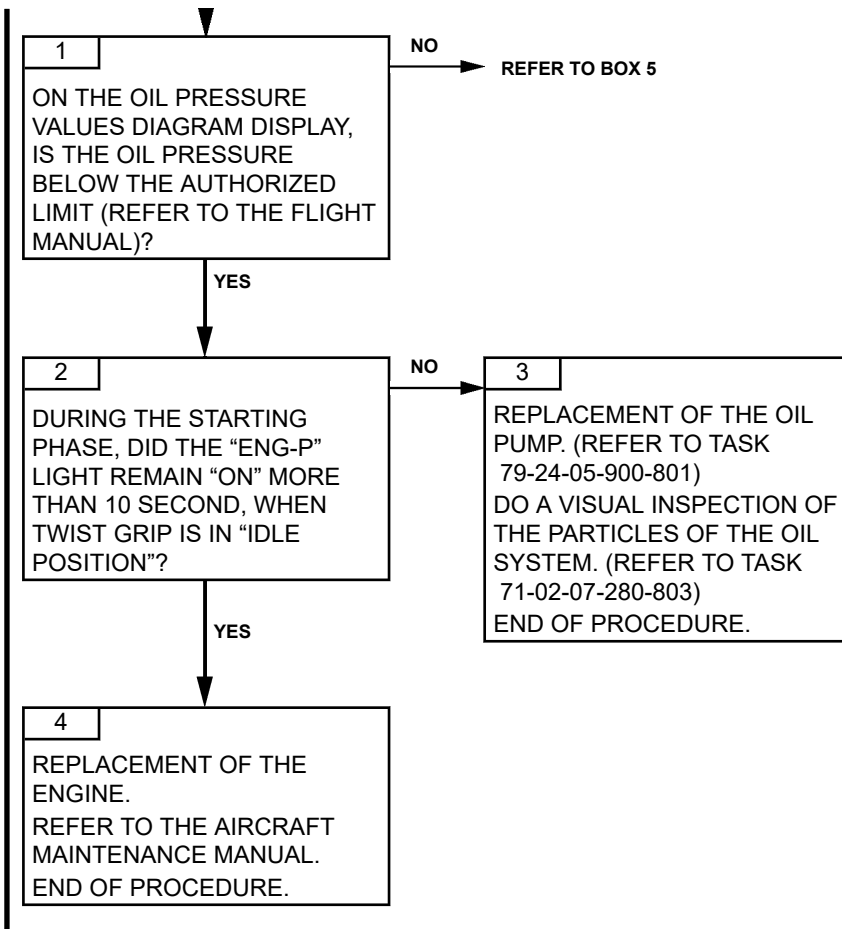 1
NO
REFER TO BOX 5
ON THE OIL PRESSURE
VALUES DIAGRAM DISPLAY,
IS THE OIL PRESSURE
BELOW THE AUTHORIZED
LIMIT (REFER TO THE FLIGHT
MANUAL)?
YES
2
NO
DURING THE STARTING
PHASE, DID THE “ENG-P”
LIGHT REMAIN “ON” MORE
THAN 10 SECOND, WHEN
TWIST GRIP IS IN “IDLE
POSITION”?
3
REPLACEMENT OF THE OIL
PUMP. (REFER TO TASK
79-24-05-900-801)
DO A VISUAL INSPECTION OF
THE PARTICLES OF THE OIL
SYSTEM. (REFER TO TASK
71-02-07-280-803)
END OF PROCEDURE.
YES
4
REPLACEMENT OF THE
ENGINE.
REFER TO THE AIRCRAFT
MAINTENANCE MANUAL.
END OF PROCEDURE.